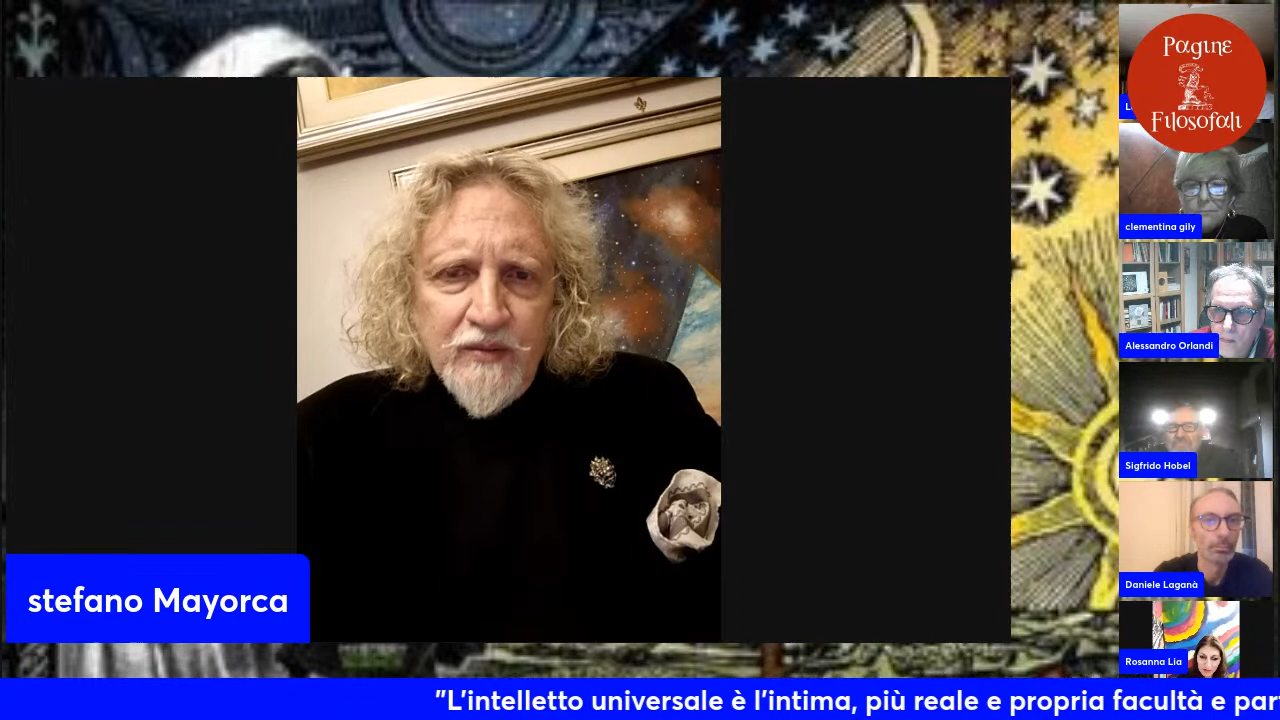 Pagine
Filosofali
clementina gily
Alessandro Orlandi
Sigfrido Hobel
Daniele Laganà
Rosanna Lia
stefano Mayorca
"L'intelletto universale è l'intima, più reale e propria facultà e